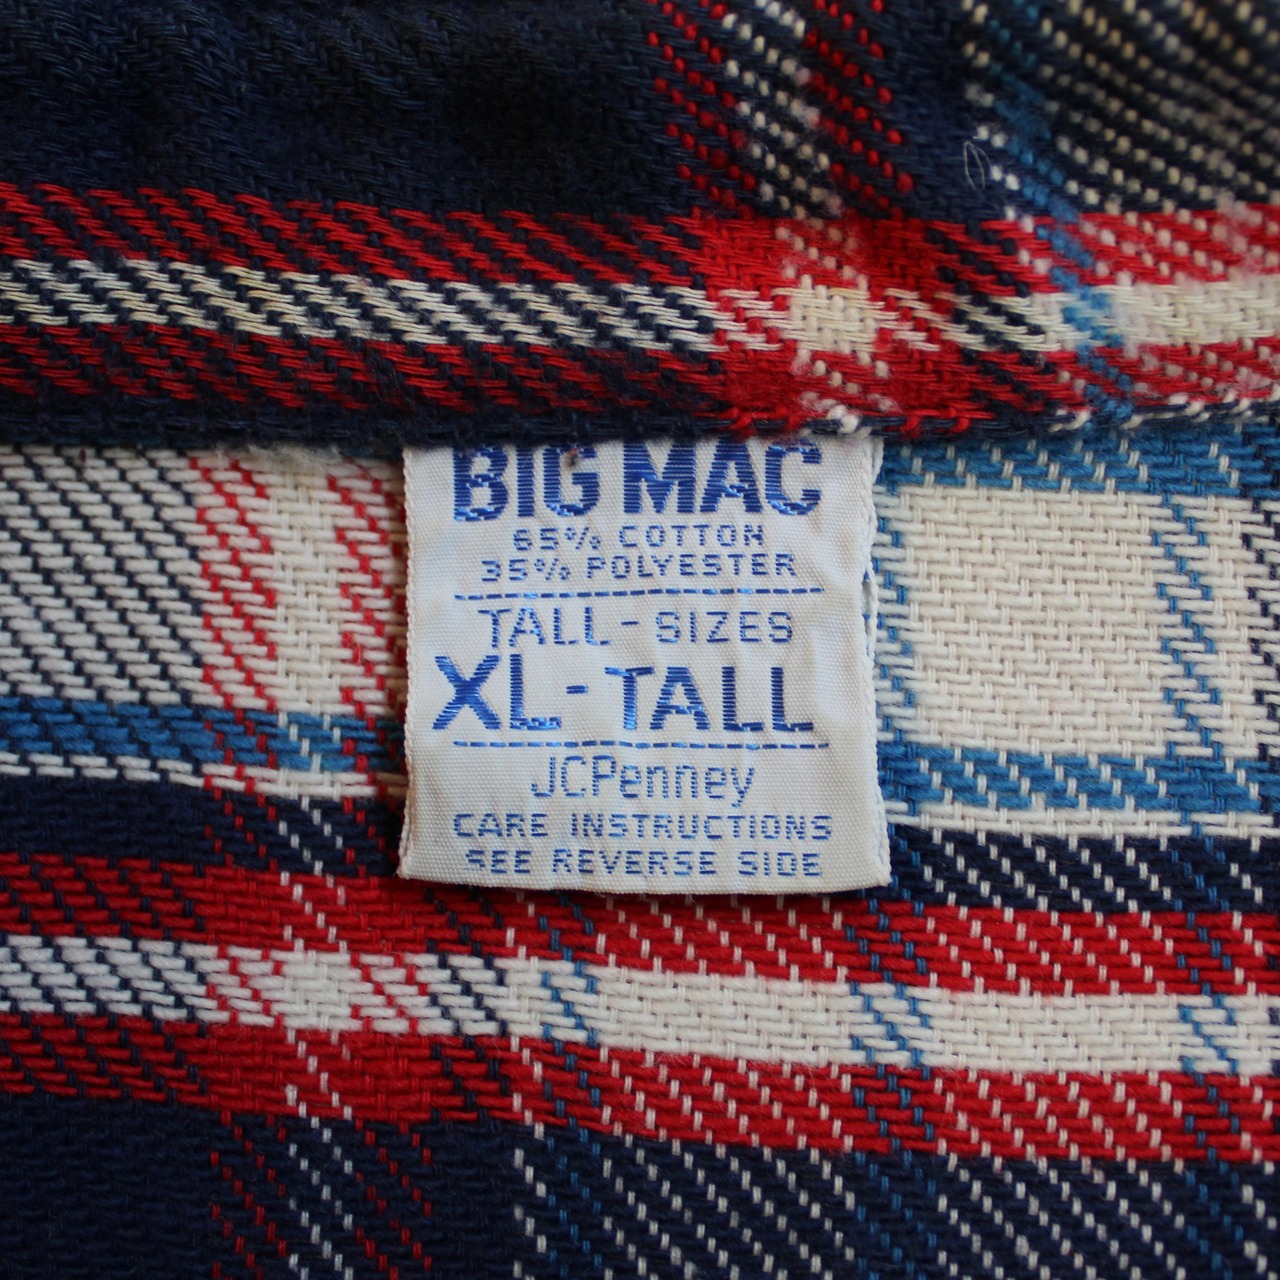 BIG MAC
65% COTTON
35% POLYESTER
TALL-SIZES
XL-TALL
JCPenney
CARE INSTRUCTIONS
SEE REVERSE SIDE